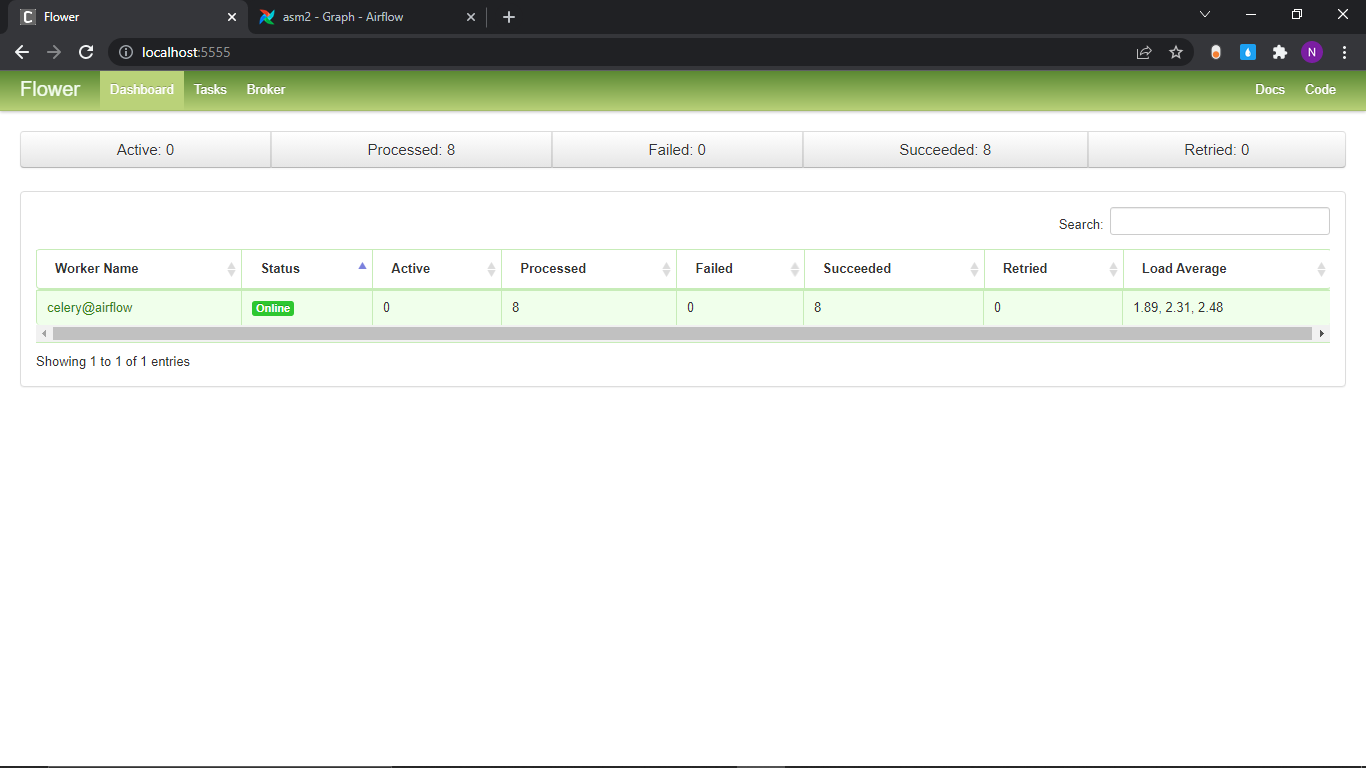 C Flower
asm2 - Graph - Airflow
localhost:5555
N
Flower Dashboard Tasks Broker Docs Code
Active: 0 Processed: 8 Failed: 0 Succeeded: 8 Retried: 0
Search:
Worker Name Status Active Processed Failed Succeeded Retried Load Average
celery@airflow Online 0 8 0 8 0 1.89, 2.31, 2.48
Showing 1 to 1 of 1 entries